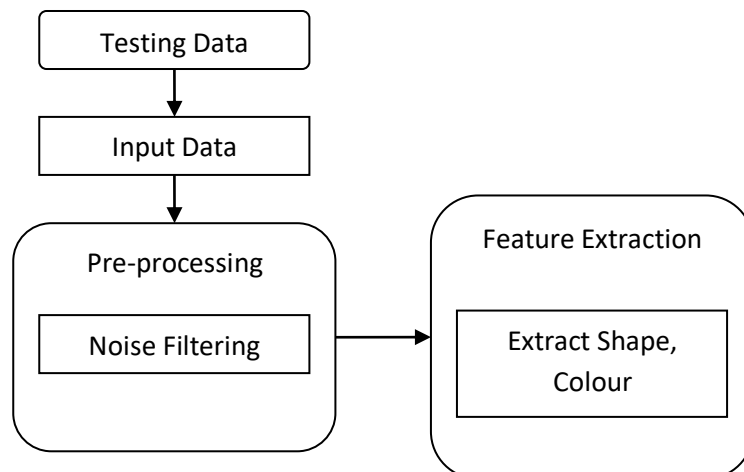 Testing Data
Input Data
Pre-processing
Noise Filtering
Feature Extraction
Extract Shape,
Colour